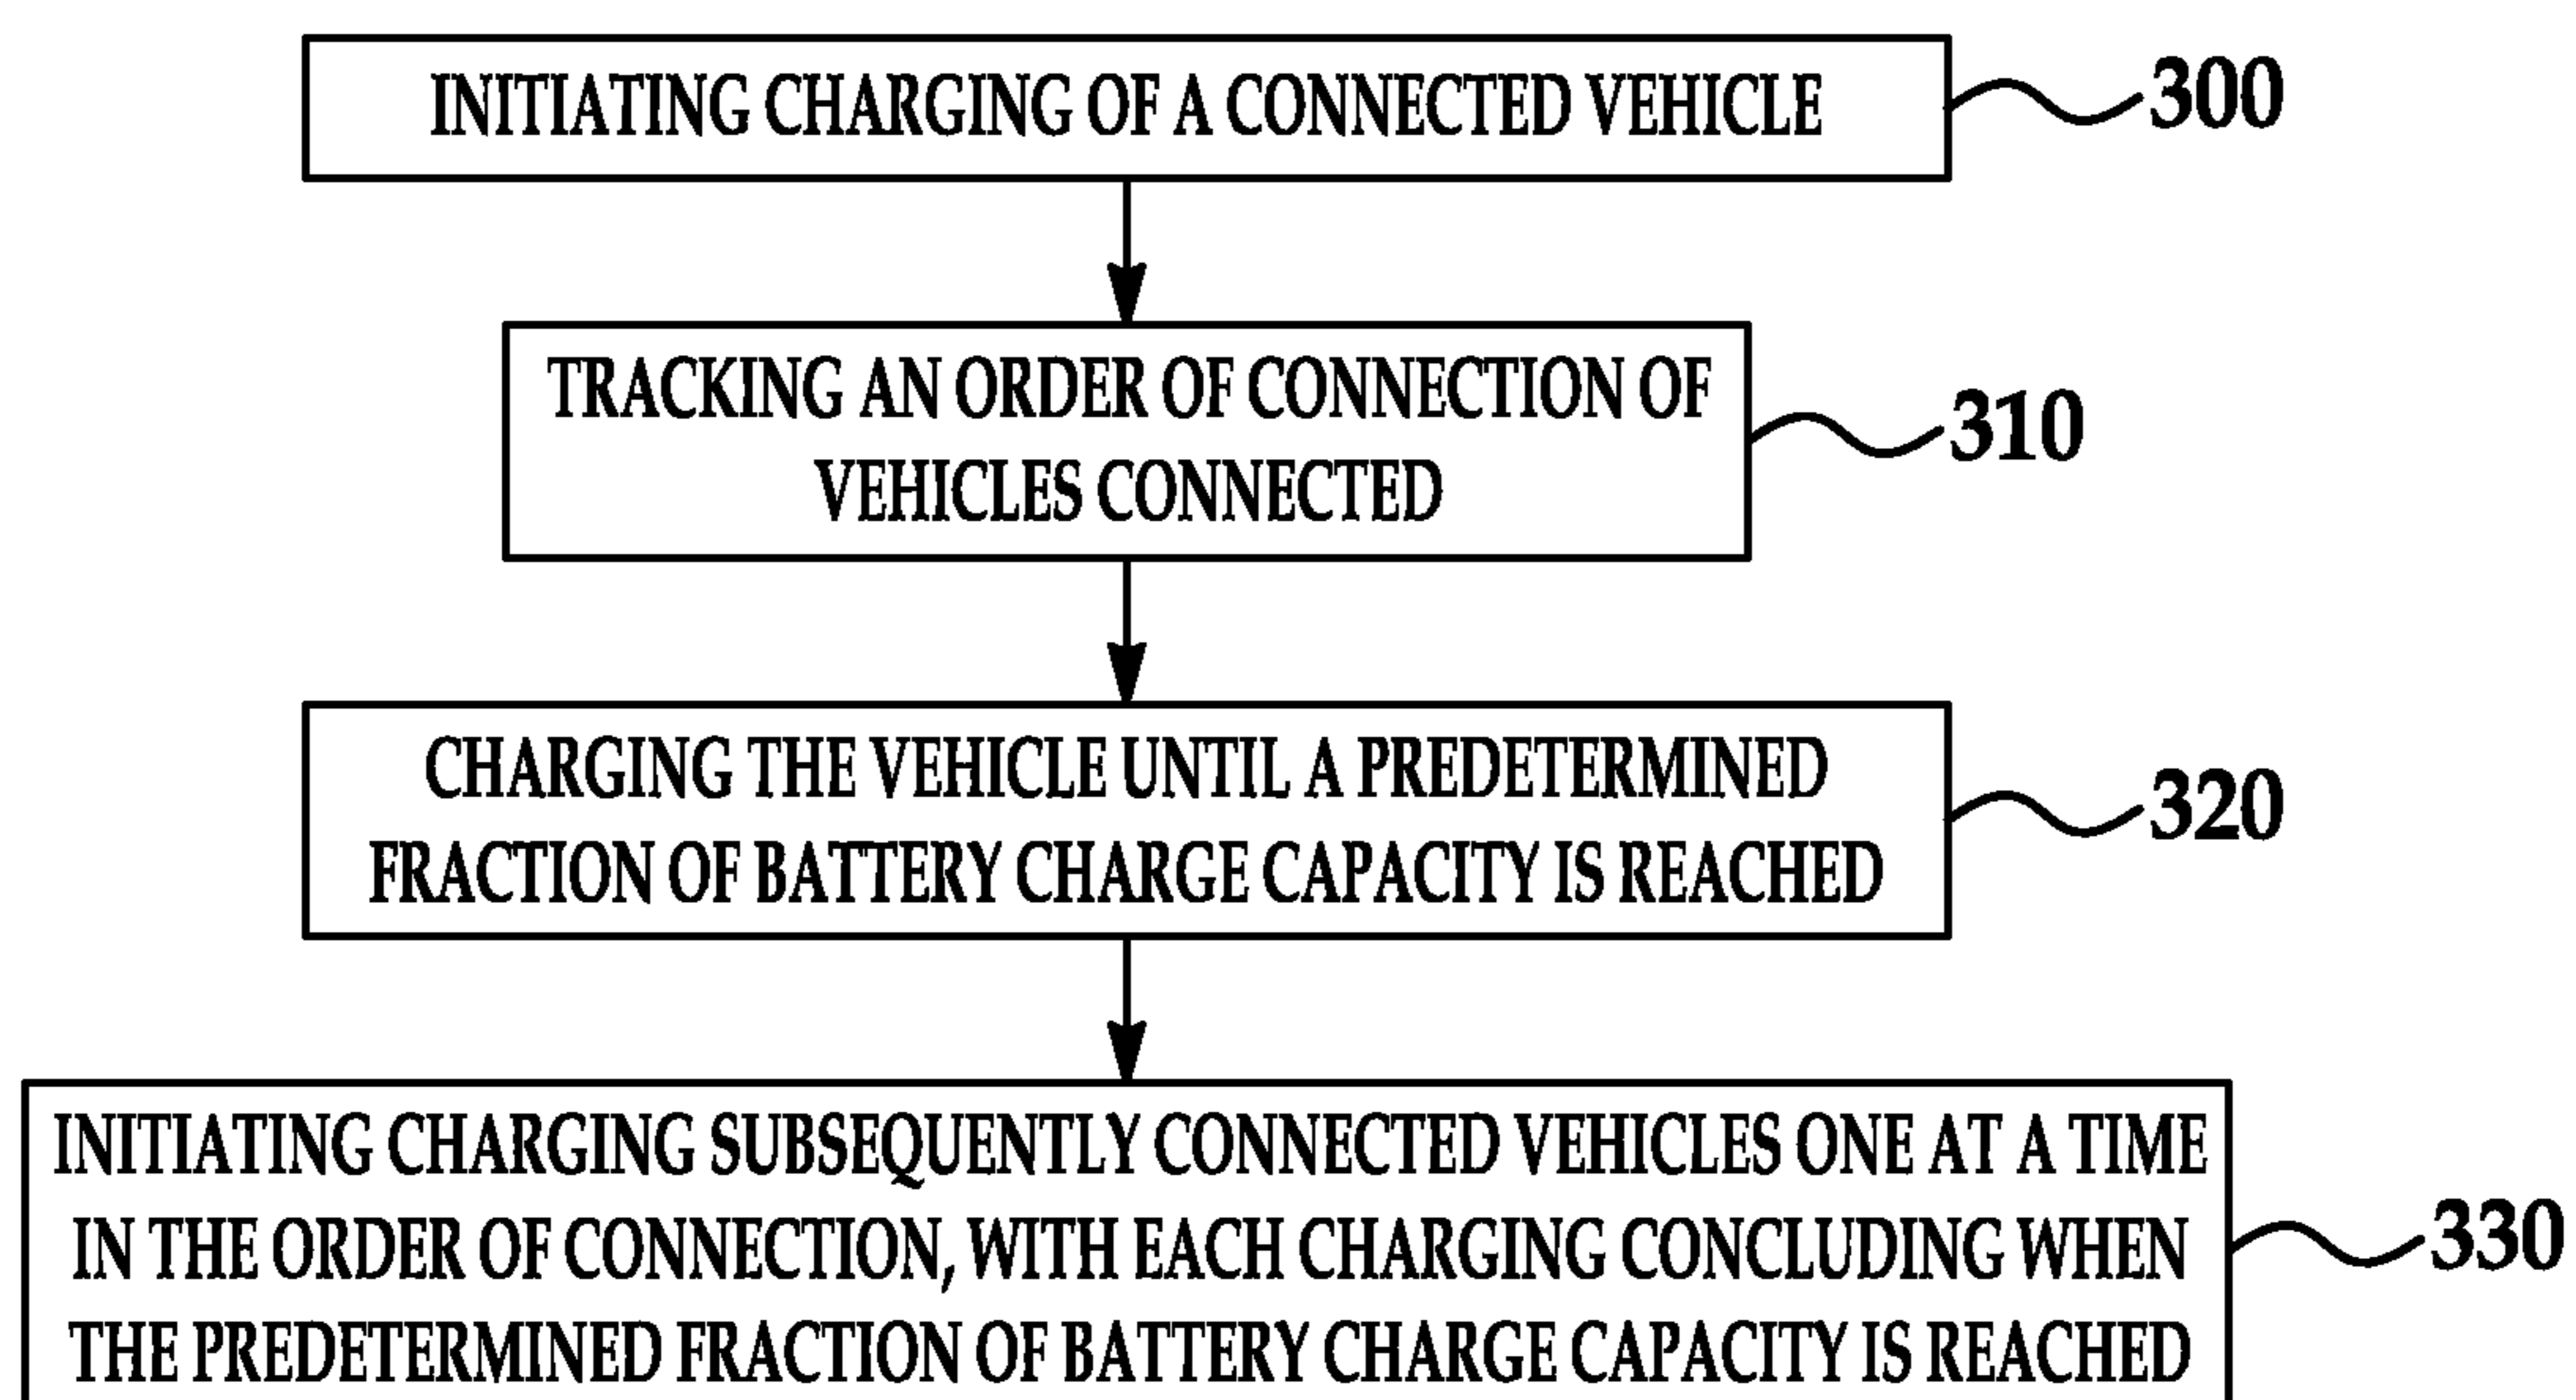 INITIATING CHARGING OF A CONNECTED VEHICLE
300
TRACKING AN ORDER OF CONNECTION OF
VEHICLES CONNECTED
310
CHARGING THE VEHICLE UNTIL A PREDETERMINED
FRACTION OF BATTERY CHARGE CAPACITY IS REACHED
320
INITIATING CHARGING SUBSEQUENTLY CONNECTED VEHICLES ONE AT A TIME
IN THE ORDER OF CONNECTION, WITH EACH CHARGING CONCLUDING WHEN
THE PREDETERMINED FRACTION OF BATTERY CHARGE CAPACITY IS REACHED
330